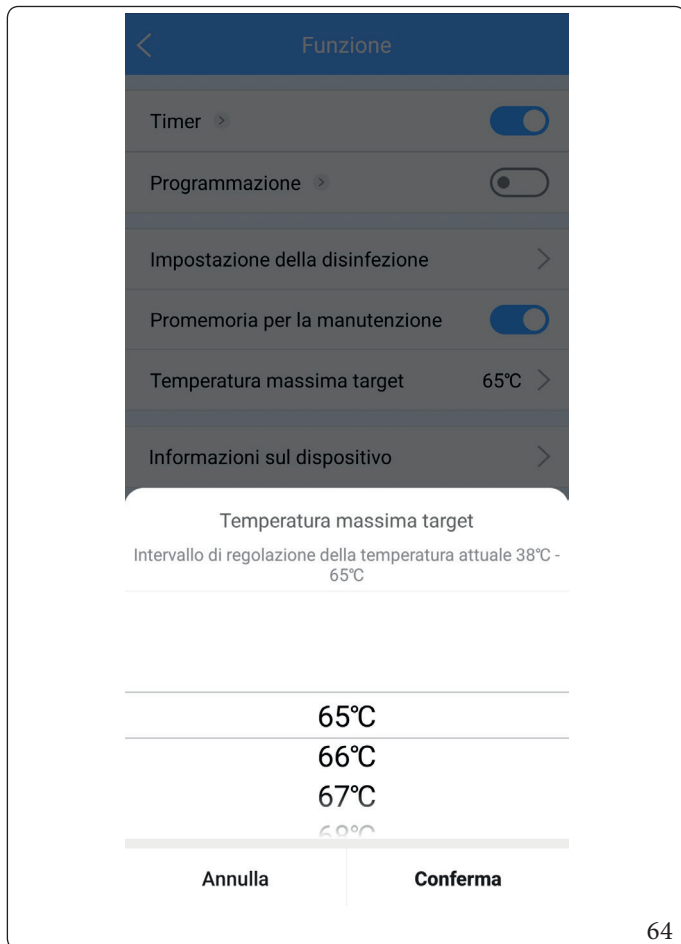 Funzione
Timer
Programmazione
Impostazione della disinfezione
Promemoria per la manutenzione
Temperatura massima target 65℃
Informazioni sul dispositivo
Temperatura massima target
Intervallo di regolazione della temperatura attuale 38℃ -
65℃
65℃
66℃
67℃
68℃
Annulla Conferma
64